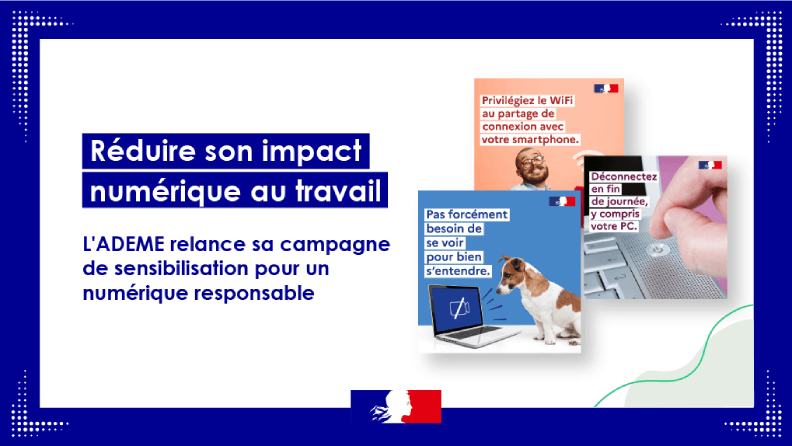 Réduire son impact
numérique au travail
L'ADEME relance sa campagne
de sensibilisation pour un
numérique responsable
Privilégiez le WiFi
au partage de
connexion avec
votre smartphone.
Déconnectez
en fin
de journée,
y compris
votre PC.
Pas forcément
besoin de
se voir
pour bien
s'entendre.